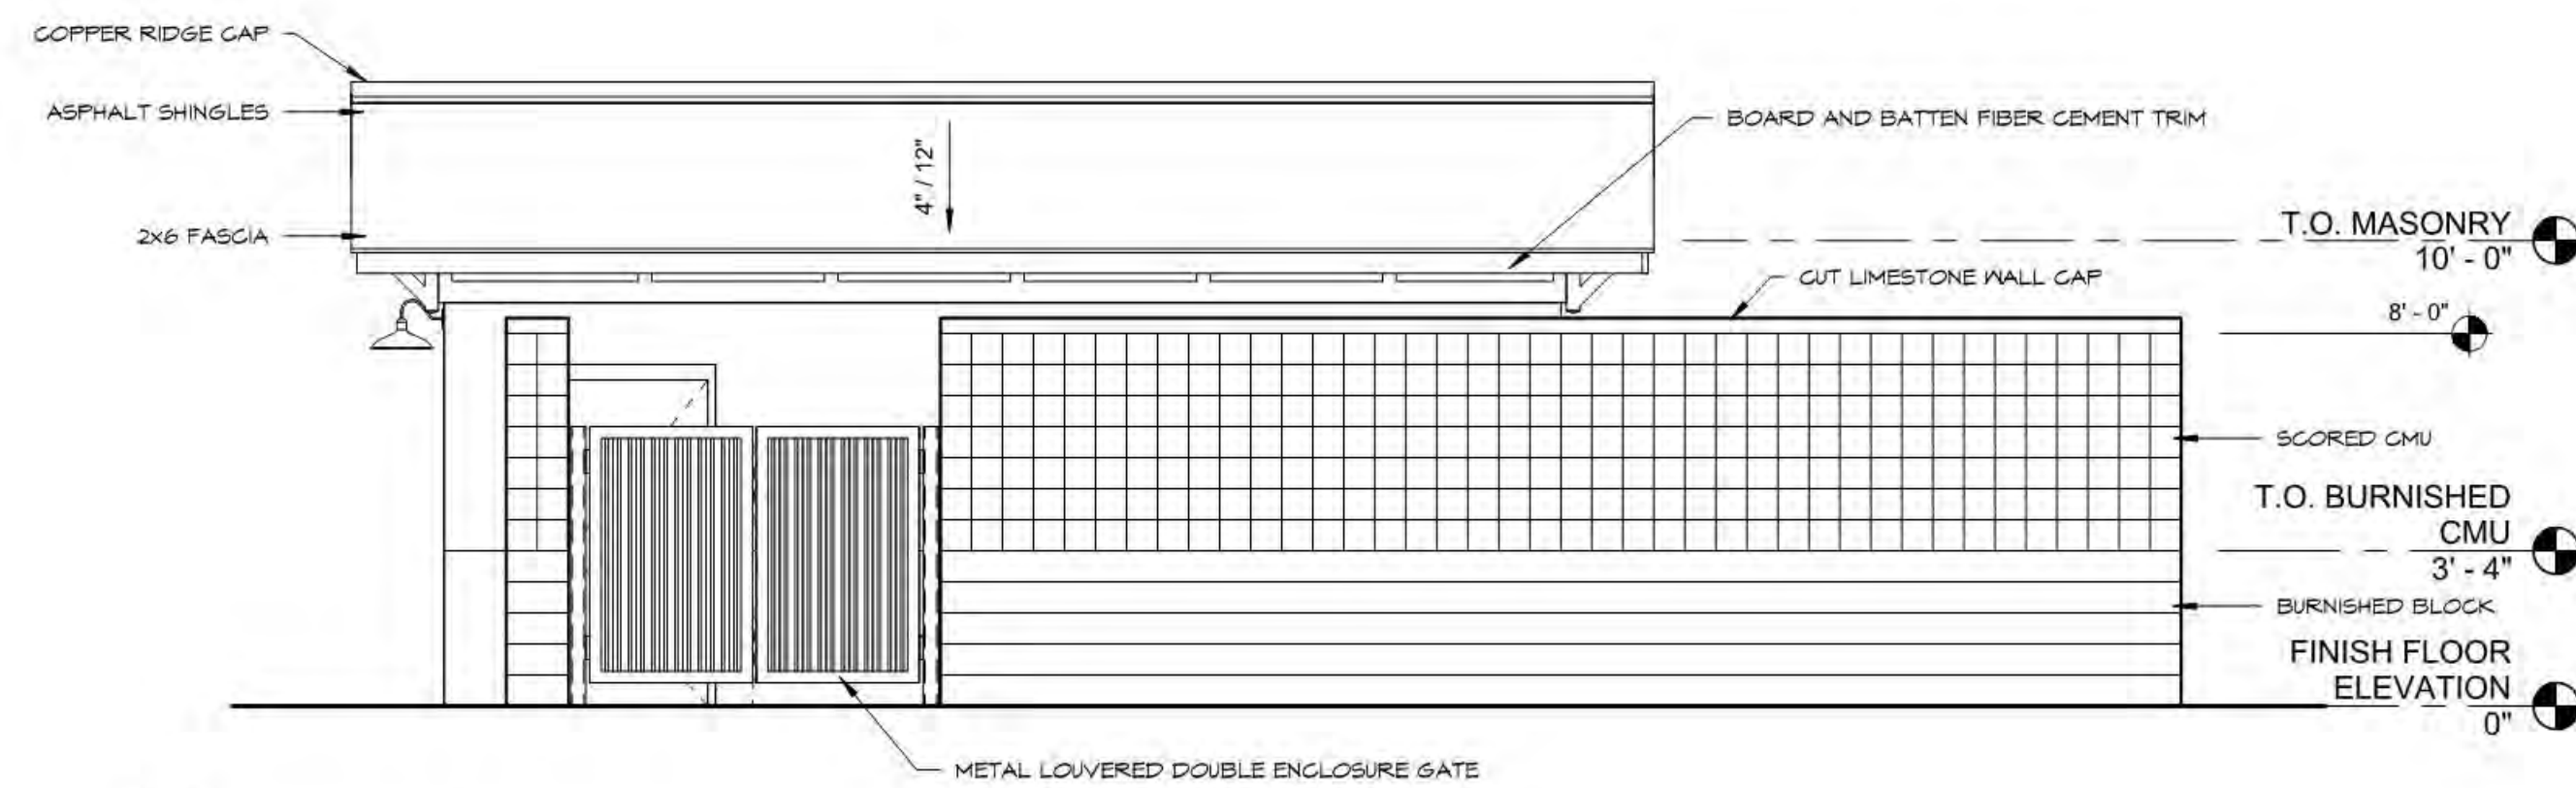 COPPER RIDGE CAP
ASPHALT SHINGLES
2x6 FASCIA
4" / 12"
BOARD AND BATTEN FIBER CEMENT TRIM
T.O. MASONRY
10' - 0"
CUT LIMESTONE WALL CAP
8' - 0"
SCORED CMU
T.O. BURNISHED
CMU
3' - 4"
BURNISHED BLOCK
FINISH FLOOR
ELEVATION
0"
METAL LOUVERED DOUBLE ENCLOSURE GATE